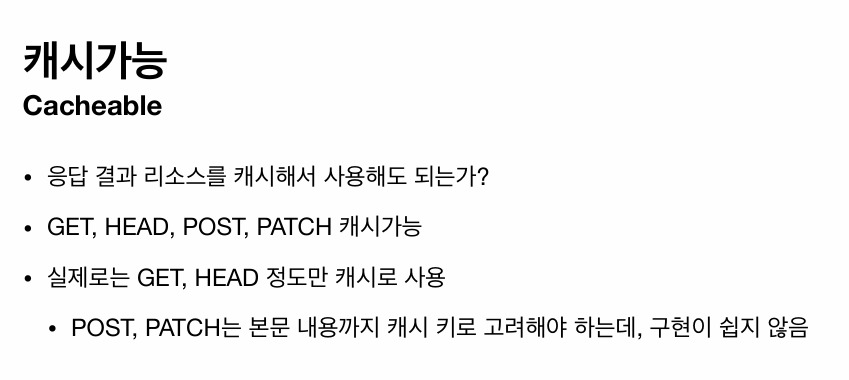 캐시가능
Cacheable
• 응답 결과 리소스를 캐시해서 사용해도 되는가?
• GET, HEAD, POST, PATCH 캐시가능
• 실제로는 GET, HEAD 정도만 캐시로 사용
• POST, PATCH는 본문 내용까지 캐시 키로 고려해야 하는데, 구현이 쉽지 않음